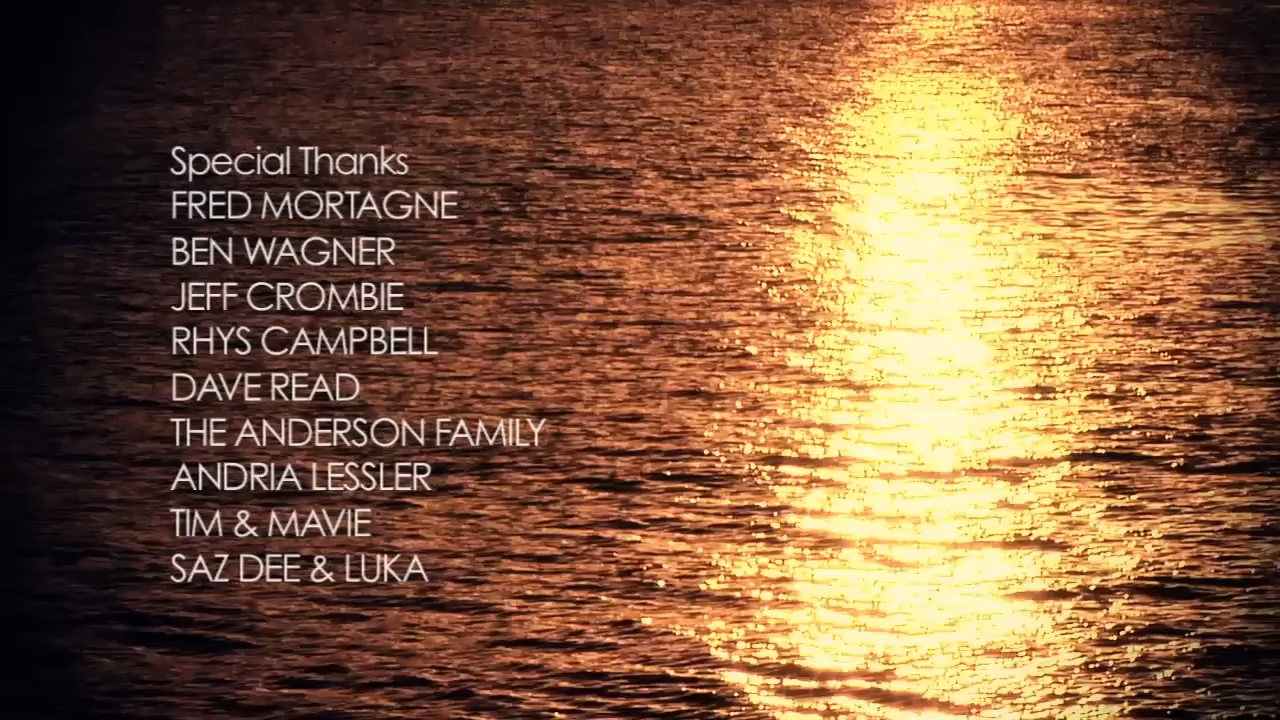 Special Thanks
FRED MORTAGNE
BEN WAGNER
JEFF CROMBIE
RHYS CAMPBELL
DAVE READ
THE ANDERSON FAMILY
ANDRIA LESSLER
TIM & MAVIE
SAZ DEE & LUKA